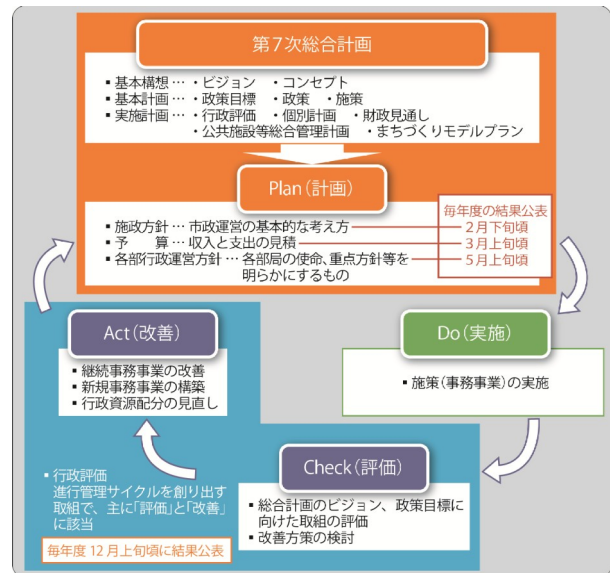 第7次総合計画
▪ 基本構想 … ・ビジョン ・コンセプト
▪ 基本計画 … ・政策目標 ・政策 ・施策
▪ 実施計画 … ・行政評価 ・個別計画 ・財政見通し
・公共施設等総合管理計画 ・まちづくりモデルプラン
Plan(計画)
毎年度の結果公表
▪ 施政方針 … 市政運営の基本的な考え方 2月下旬頃
▪ 予　算 … 収入と支出の見積 3月上旬頃
▪ 各部行政運営方針 … 各部局の使命、重点方針等を 5月上旬頃
明らかにするもの
Act(改善)
▪ 継続事務事業の改善
▪ 新規事務事業の構築
▪ 行政資源配分の見直し
Do(実施)
▪ 施策(事務事業)の実施
Check(評価)
▪ 総合計画のビジョン、政策目標に
向けた取組の評価
▪ 改善方策の検討
▪ 行政評価
進行管理サイクルを創り出す
取組で、主に「評価」と「改善」
に該当
毎年度 12 月上旬頃に結果公表